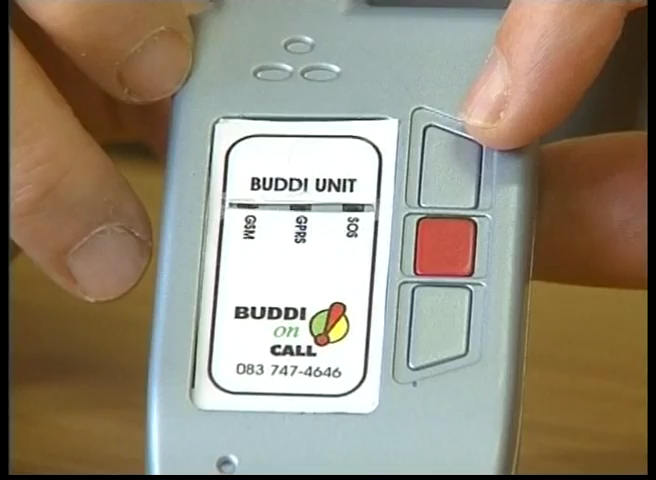 BUDDI UNIT
GSM GPRS SOS
BUDDI
on
CALL
083 747-4646